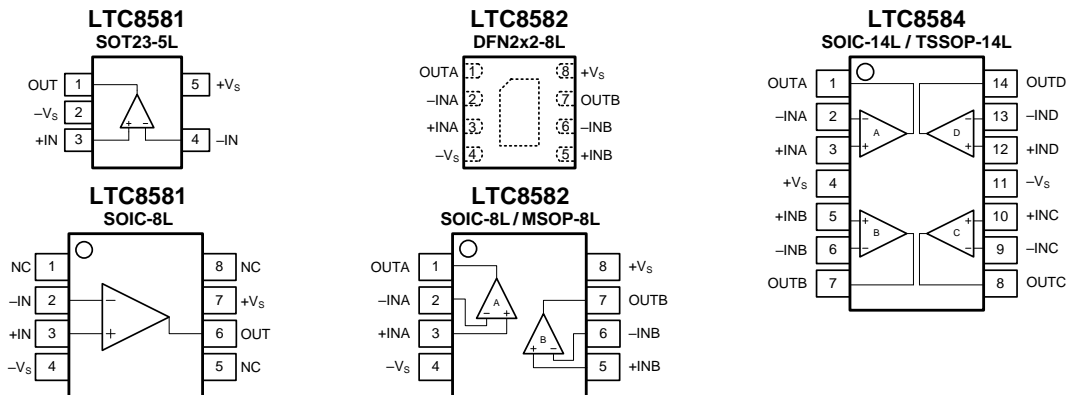 LTC8581
SOT23-5L
OUT 1 5 +VS
–VS 2
+IN 3 + – 4 –IN
LTC8581
SOIC-8L
NC 1 8 NC
–IN 2 – 7 +VS
+IN 3 + 6 OUT
–VS 4 5 NC
LTC8582
DFN2x2-8L
OUTA 1 8 +VS
–INA 2 7 OUTB
+INA 3 6 –INB
–VS 4 5 +INB
LTC8582
SOIC-8L / MSOP-8L
OUTA 1 8 +VS
–INA 2 A 7 OUTB
– +
+INA 3 B 6 –INB
+ –
–VS 4 5 +INB
LTC8584
SOIC-14L / TSSOP-14L
OUTA 1 14 OUTD
–INA 2 – – 13 –IND
A D
+INA 3 + + 12 +IND
+VS 4 11 –VS
+INB 5 + + 10 +INC
B C
–INB 6 – – 9 –INC
OUTB 7 8 OUTC